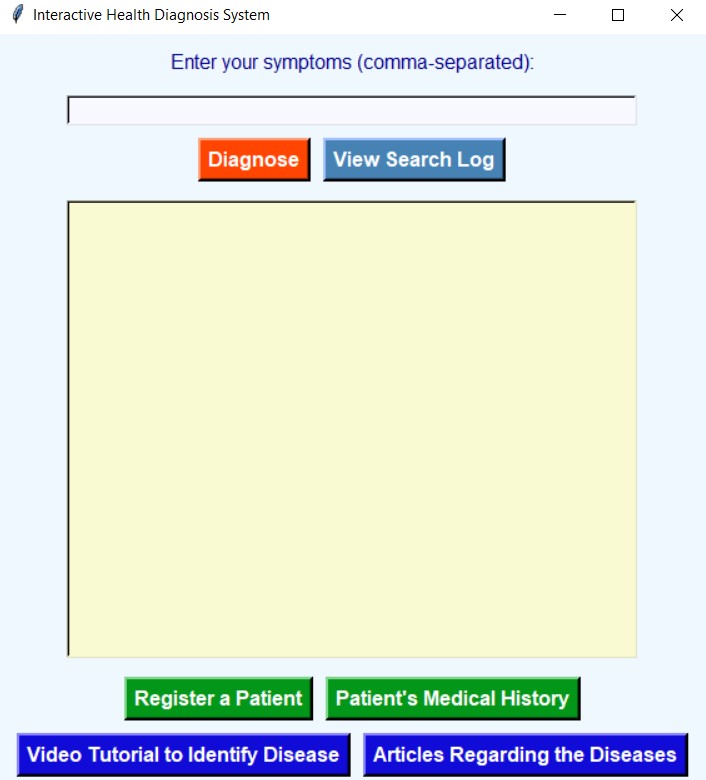 Interactive Health Diagnosis System
Enter your symptoms (comma-separated):
Diagnose View Search Log
Register a Patient Patient's Medical History
Video Tutorial to Identify Disease Articles Regarding the Diseases